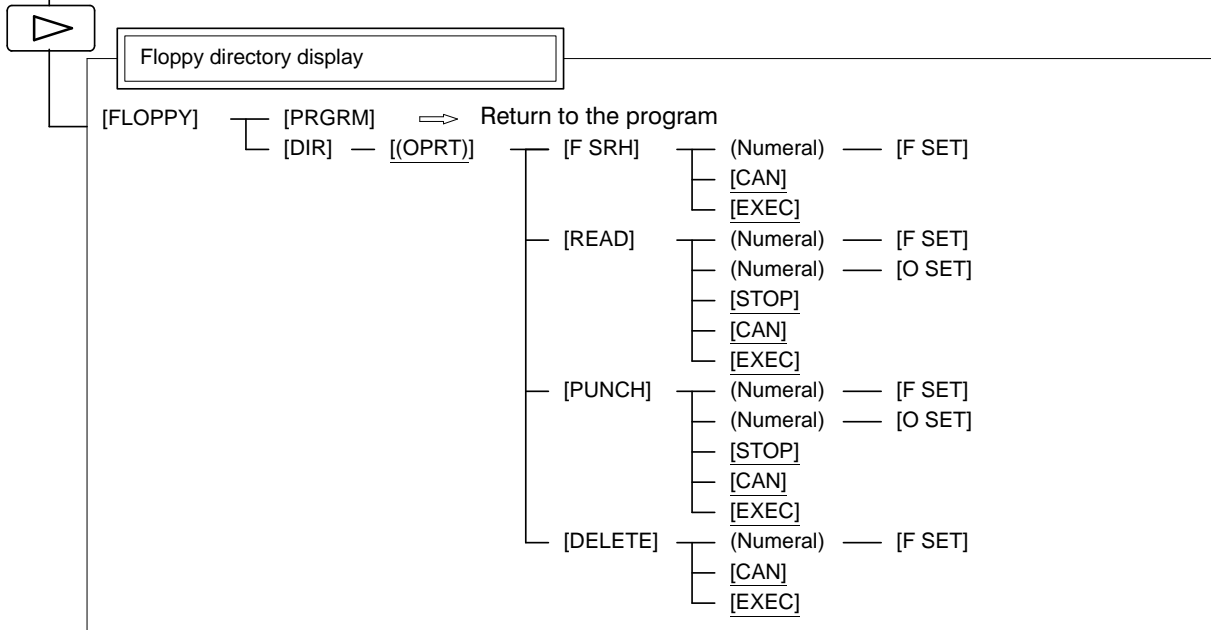 Floppy directory display
[FLOPPY] [PRGRM] Return to the program
[DIR] [(OPRT)] [F SRH] (Numeral) [F SET]
[CAN]
[EXEC]
[READ] (Numeral) [F SET]
(Numeral) [O SET]
[STOP]
[CAN]
[EXEC]
[PUNCH] (Numeral) [F SET]
(Numeral) [O SET]
[STOP]
[CAN]
[EXEC]
[DELETE] (Numeral) [F SET]
[CAN]
[EXEC]